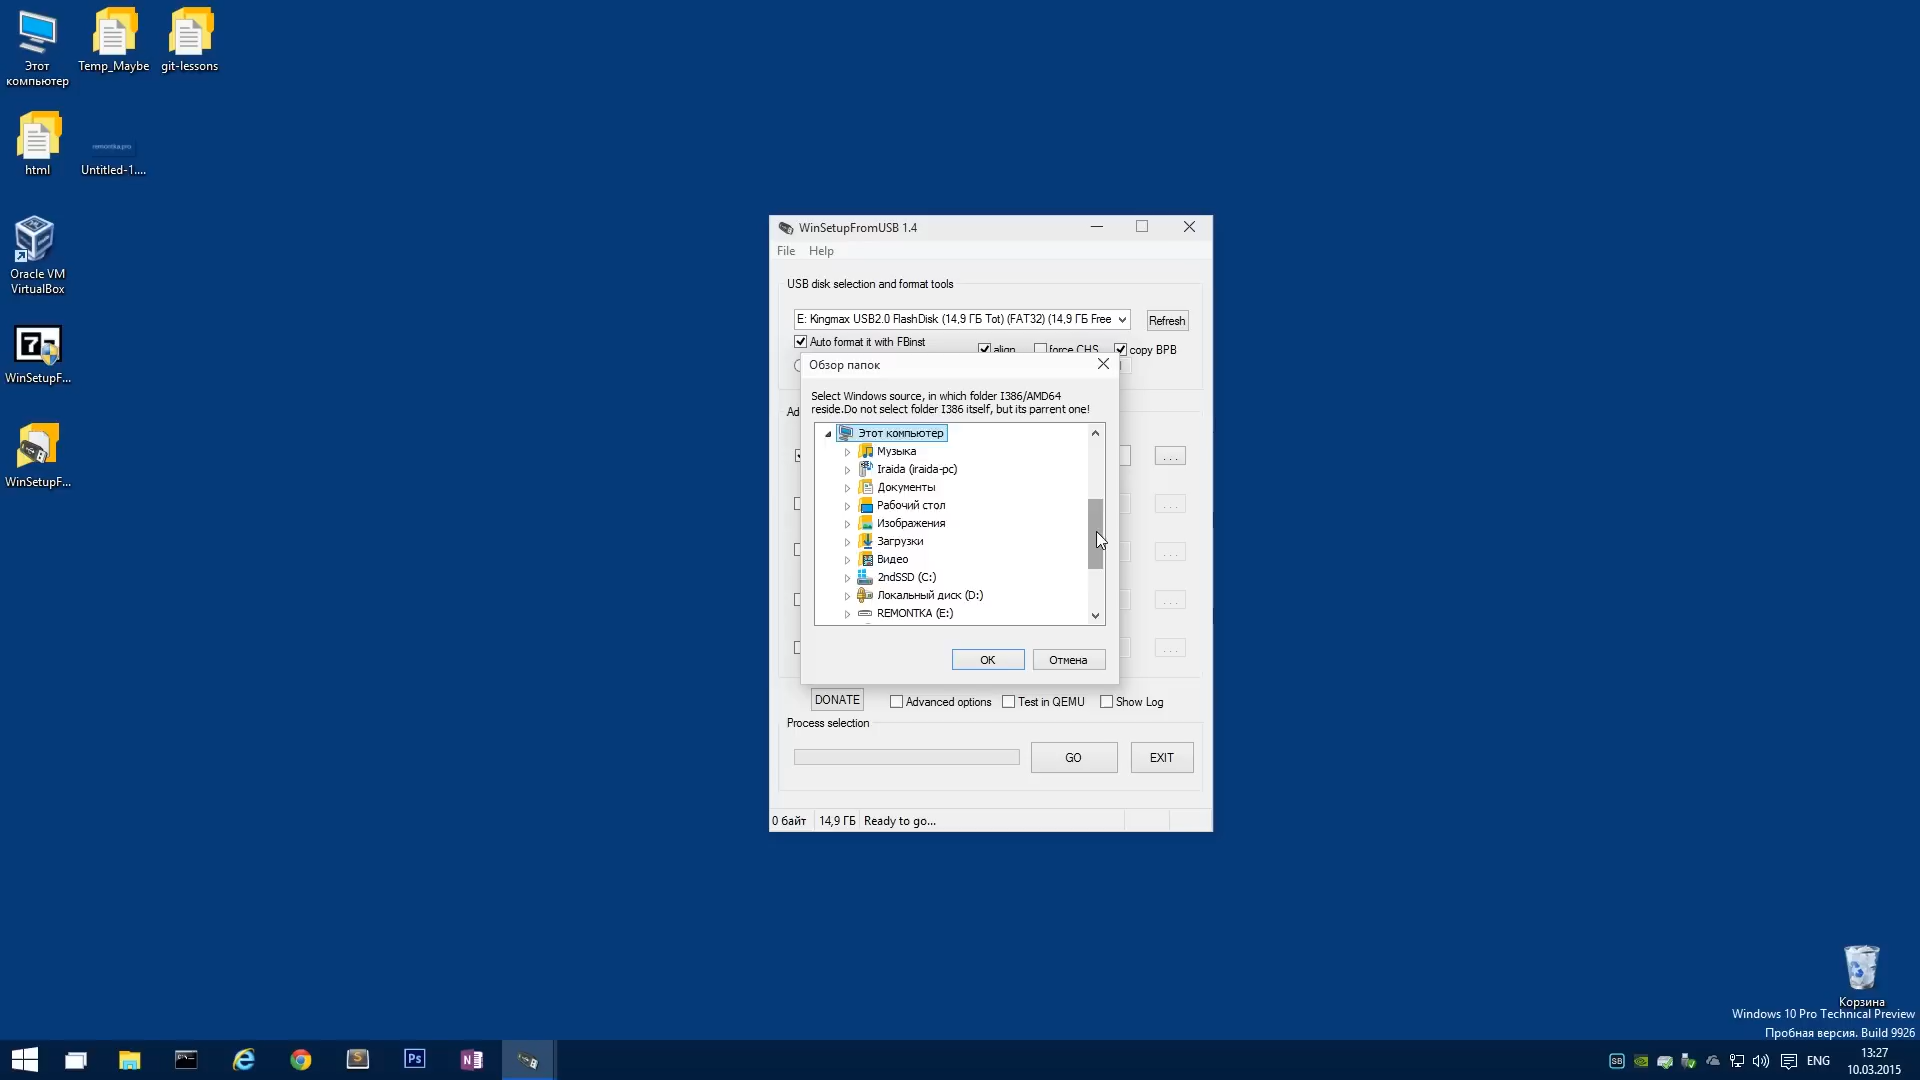 Этот
компьютер
Temp_Maybe
git-lessons
html
remontka.pro
Untitled-1....
Oracle VM
VirtualBox
WinSetupF...
WinSetupF...
WinSetupFromUSB 1.4
File Help
USB disk selection and format tools
E: Kingmax USB2.0 FlashDisk (14,9 ГБ Tot) (FAT32) (14,9 ГБ Free
Refresh
Auto format it with FBinst
align force CHS copy BPB
Обзор папок
Select Windows source, in which folder I386/AMD64
reside.Do not select folder I386 itself, but its parrent one!
Ad
Этот компьютер
Музыка
Iraida (iraida-pc)
Документы
Рабочий стол
Изображения
Загрузки
Видео
2ndSSD (C:)
Локальный диск (D:)
REMONTKA (E:)
...
...
...
...
...
OK Отмена
DONATE Advanced options Test in QEMU Show Log
Process selection
GO EXIT
0 байт 14,9 ГБ Ready to go...
Корзина
Windows 10 Pro Technical Preview
Пробная версия. Build 9926
Ps
N
SB
ENG
13:27
10.03.2015